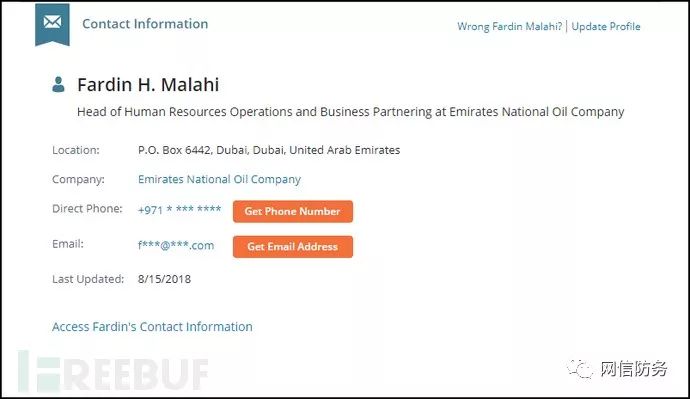 Contact Information
Wrong Fardin Malahi? | Update Profile
Fardin H. Malahi
Head of Human Resources Operations and Business Partnering at Emirates National Oil Company
Location: P.O. Box 6442, Dubai, Dubai, United Arab Emirates
Company: Emirates National Oil Company
Direct Phone: +971 * *** **** Get Phone Number
Email: f***@***.com Get Email Address
Last Updated: 8/15/2018
Access Fardin's Contact Information
FREEBUF
网信防务